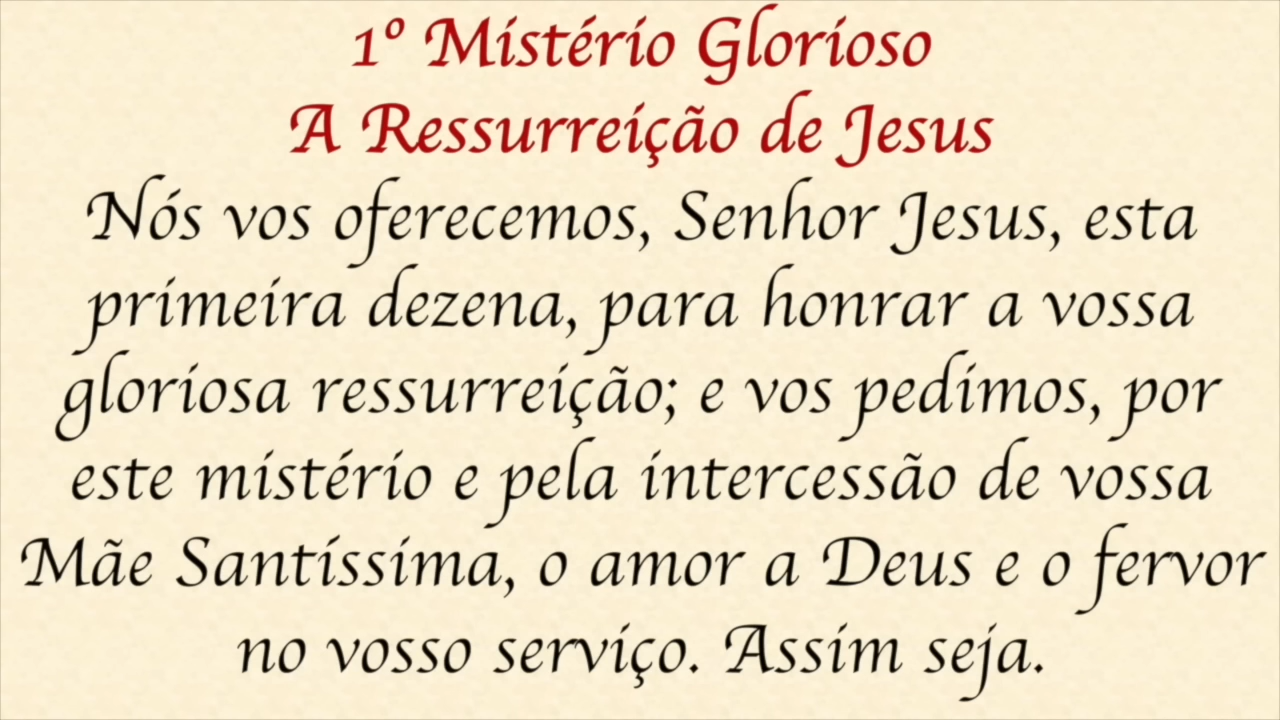 1º Mistério Glorioso
A Ressurreição de Jesus
Nós vos oferecemos, Senhor Jesus, esta
primeira dezena, para honrar a vossa
gloriosa ressurreição; e vos pedimos, por
este mistério e pela intercessão de vossa
Mãe Santíssima, o amor a Deus e o fervor
no vosso serviço. Assim seja.